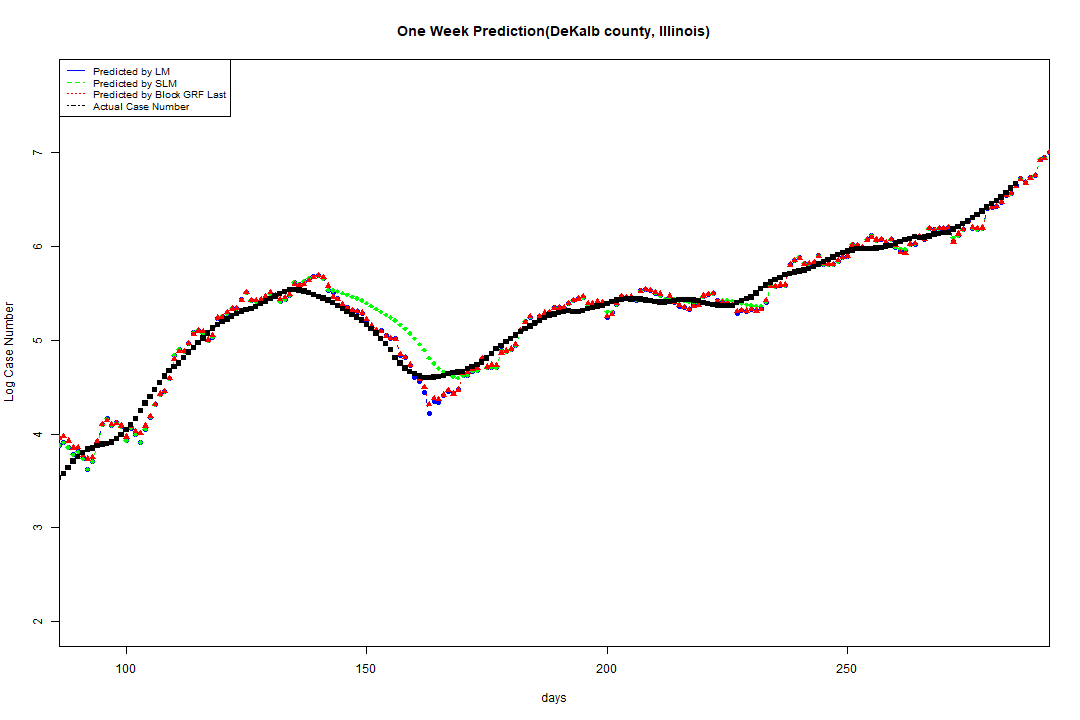 One Week Prediction(DeKalb county, Illinois)
Predicted by LM
Predicted by SLM
Predicted by Block GRF Last
Actual Case Number
7
6
5
4
3
2
Log Case Number
100 150 200 250
days